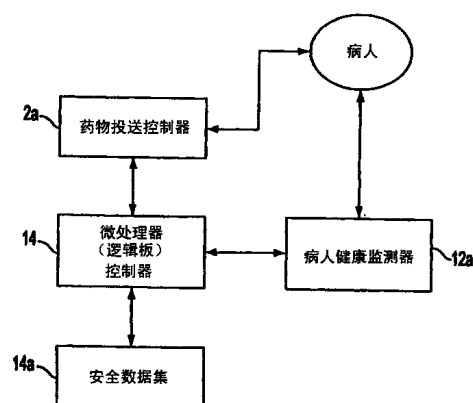 病人
2a
药物投送控制器
14
微处理器
（逻辑板）
控制器
病人健康监测器
12a
14a
安全数据集